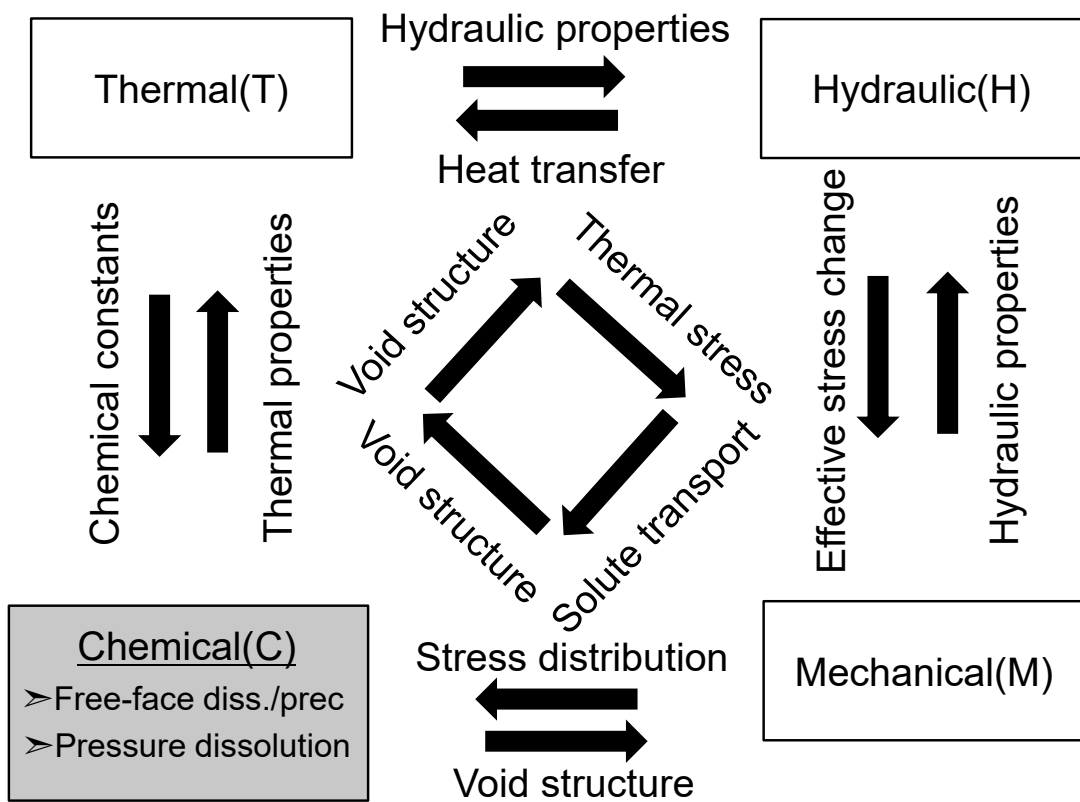 Hydraulic properties
Thermal(T)
Hydraulic(H)
Heat transfer
Chemical constants
Thermal properties
Void structure
Thermal stress
Effective stress change
Hydraulic properties
Void structure
Solute transport
Chemical(C)
➣Free-face diss./prec
➣Pressure dissolution
Stress distribution
Mechanical(M)
Void structure